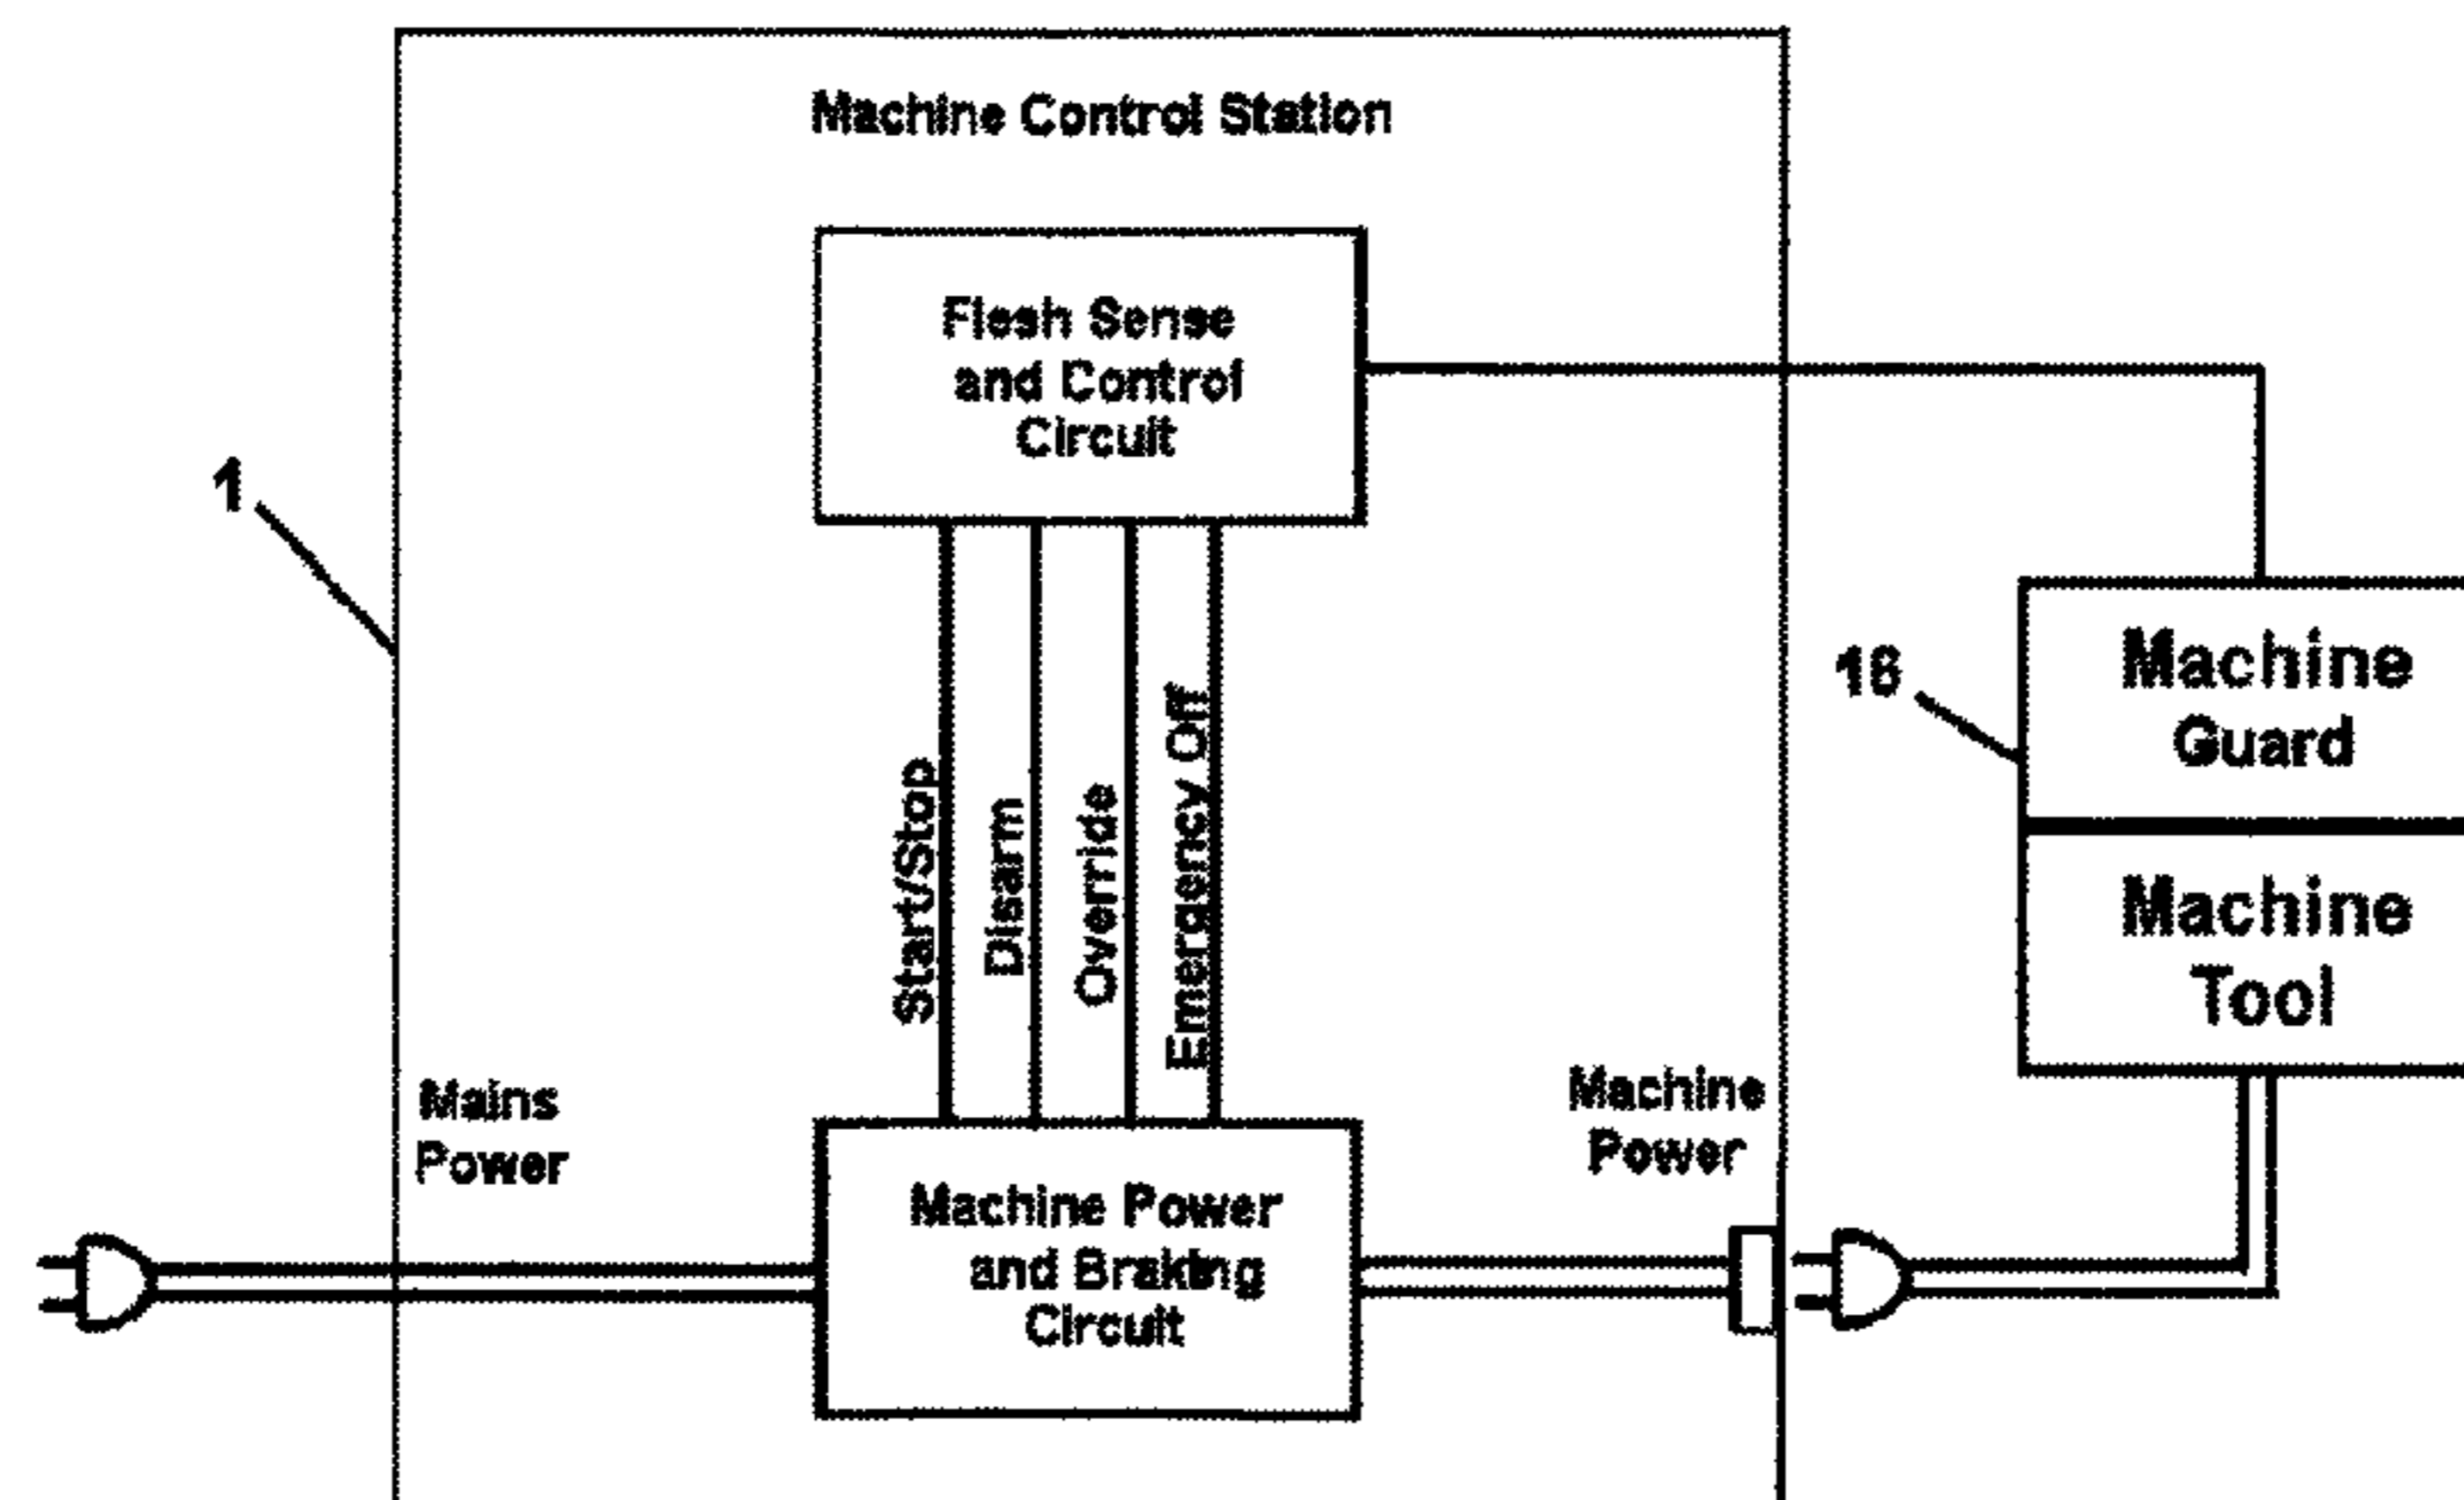 Machine Control Station
Flesh Sense
and Control
Circuit
1
Machine
Guard
Machine
Tool
Start/Stop
Disarm
Override
Emergency Off
Mains
Power
Machine
Power
Machine Power
and Braking
Circuit